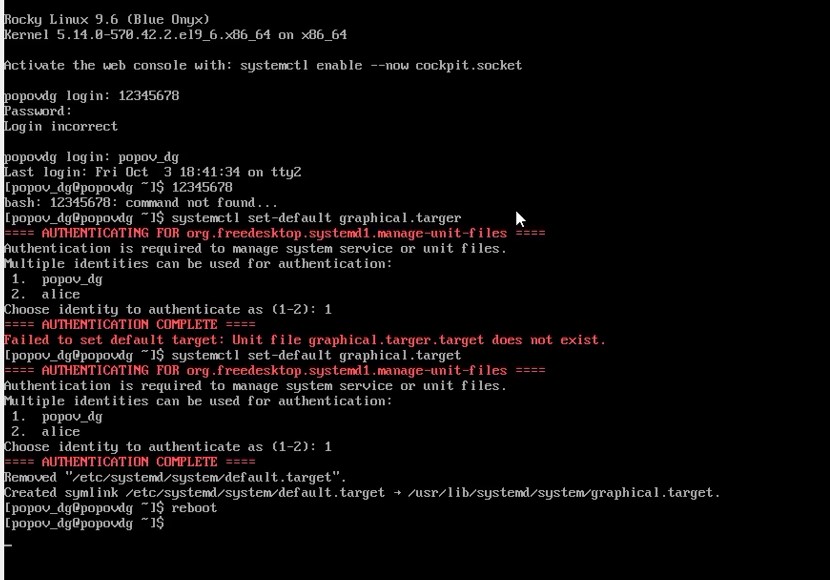 Rocky Linux 9.6 (Blue Onyx)
Kernel 5.14.0-570.42.2.el9_6.x86_64 on x86_64
Activate the web console with: systemctl enable --now cockpit.socket
popovdg login: 12345678
Password:
Login incorrect
popovdg login: popov_dg
Last login: Fri Oct  3 18:41:34 on tty2
[popov_dg@popovdg ~]$ 12345678
bash: 12345678: command not found...
[popov_dg@popovdg ~]$ systemctl set-default graphical.targer
==== AUTHENTICATING FOR org.freedesktop.systemd1.manage-unit-files ====
Authentication is required to manage system service or unit files.
Multiple identities can be used for authentication:
 1.  popov_dg
 2.  alice
Choose identity to authenticate as (1-2): 1
==== AUTHENTICATION COMPLETE ====
Failed to set default target: Unit file graphical.targer.target does not exist.
[popov_dg@popovdg ~]$ systemctl set-default graphical.target
==== AUTHENTICATING FOR org.freedesktop.systemd1.manage-unit-files ====
Authentication is required to manage system service or unit files.
Multiple identities can be used for authentication:
 1.  popov_dg
 2.  alice
Choose identity to authenticate as (1-2): 1
==== AUTHENTICATION COMPLETE ====
Removed "/etc/systemd/system/default.target".
Created symlink /etc/systemd/system/default.target → /usr/lib/systemd/system/graphical.target.
[popov_dg@popovdg ~]$ reboot
[popov_dg@popovdg ~]$